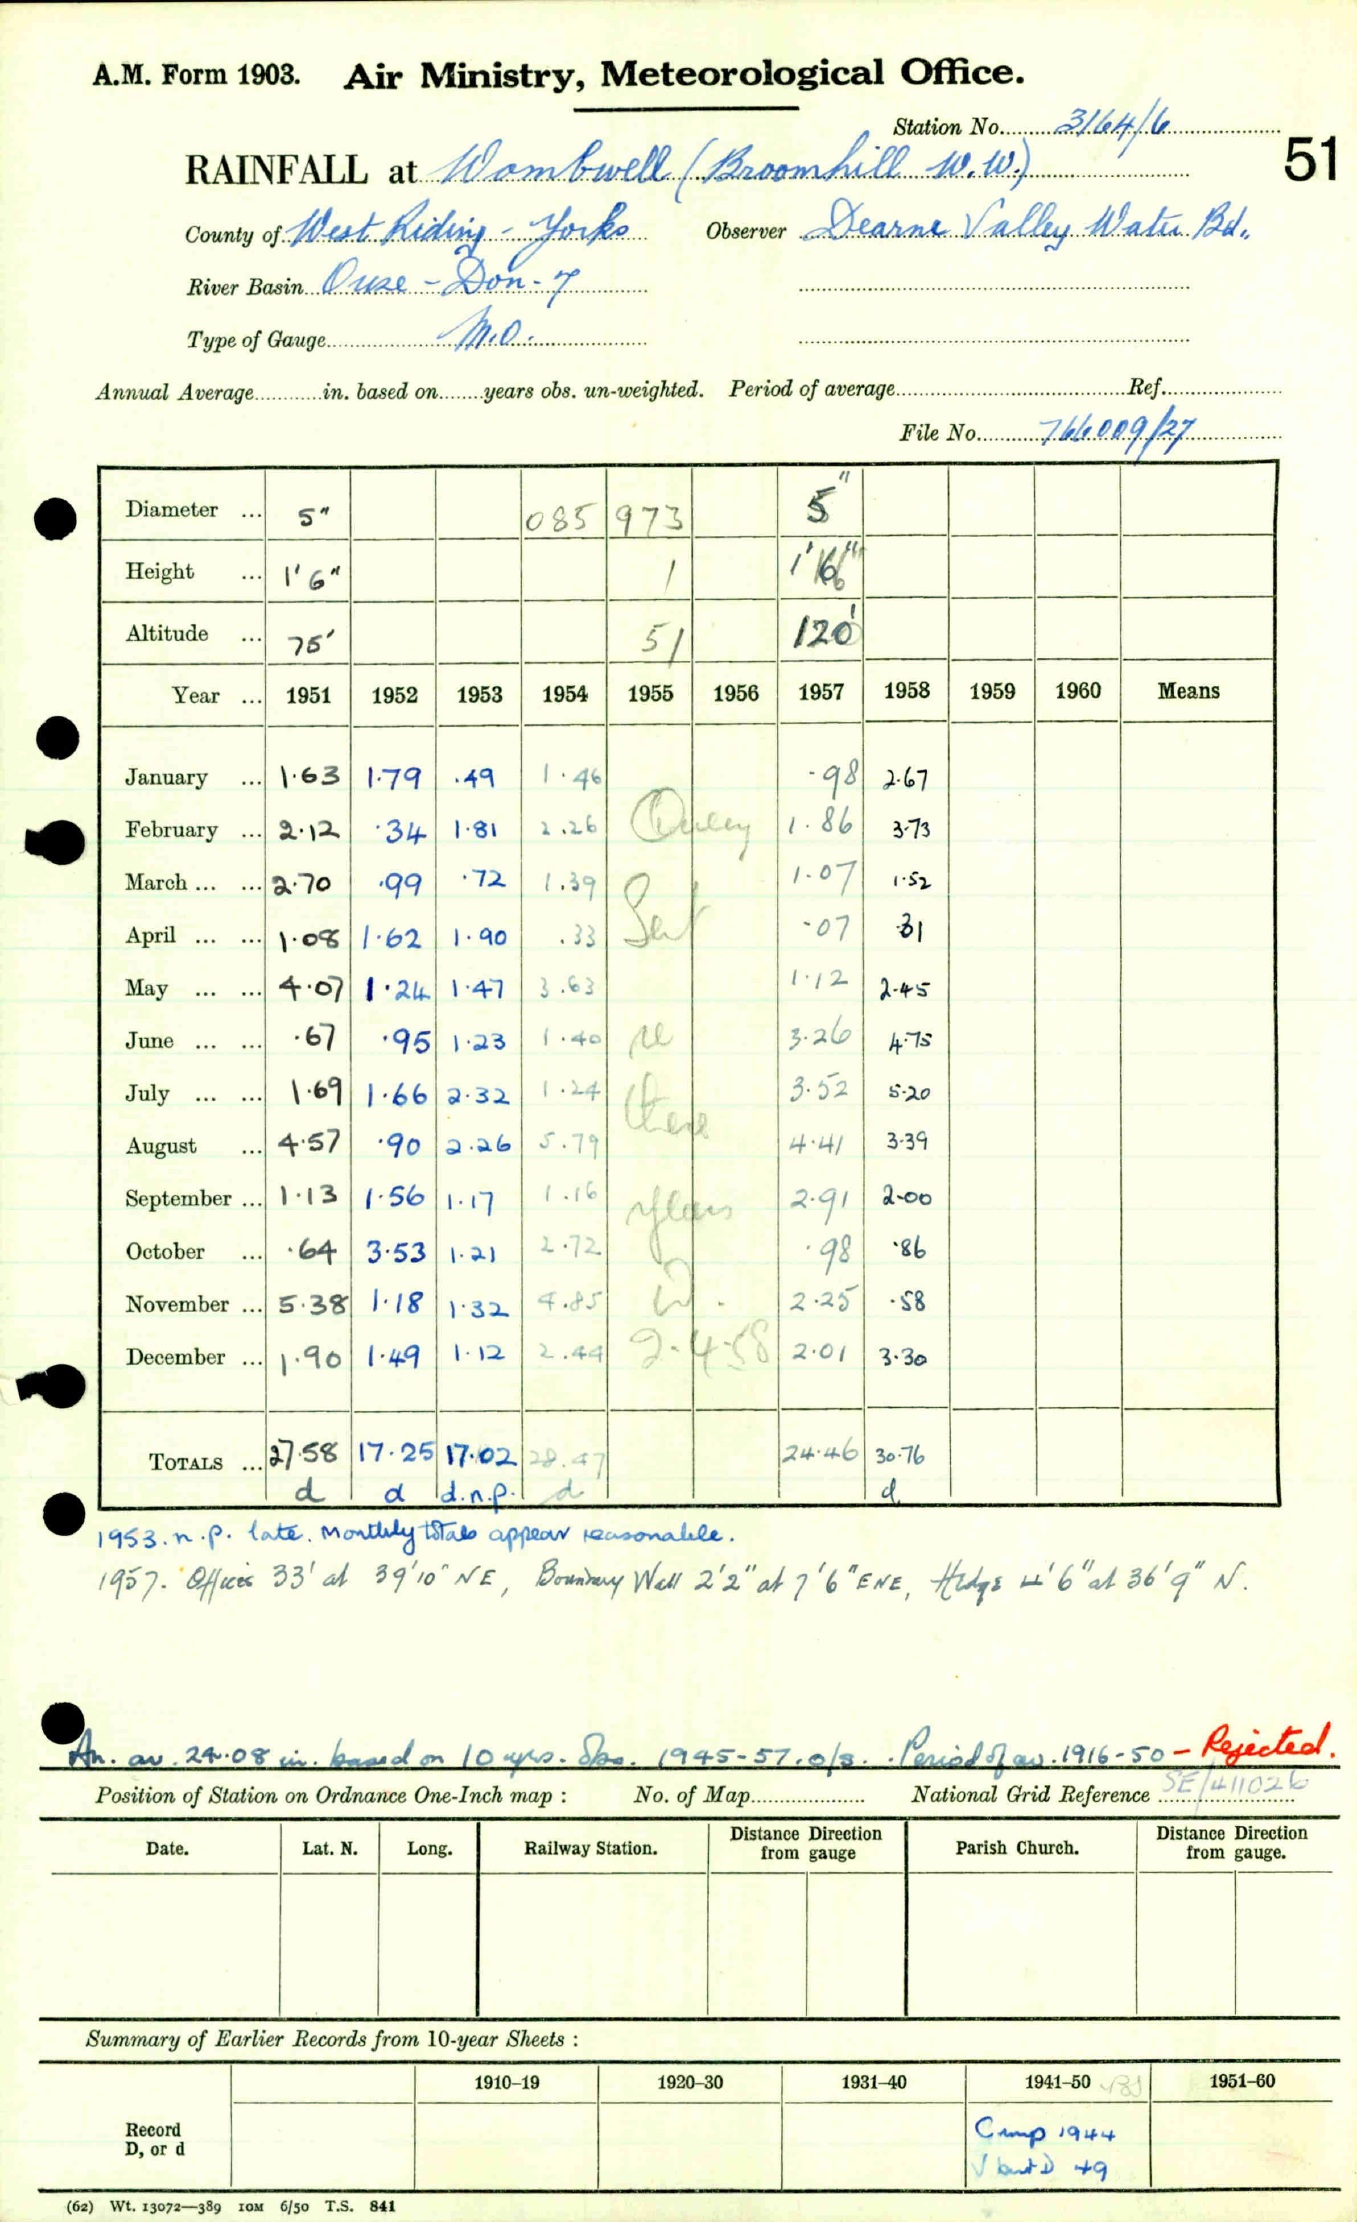 A.M. Form 1903. Air Ministry, Meteorological Office.
Station No. 3164/6
RAINFALL at Wombwell (Broomhill W.W.)
51
County of West Riding - Yorks Observer Dearne Valley Water Bd.
River Basin Ouse - Don - 7
Type of Gauge M.O.
Annual Average in. based on years obs. un-weighted. Period of average Ref.
File No. 766009/27
Diameter ... 5" 085 973 5"
Height ... 1'6" 1 1'6"
Altitude ... 75' 51 120'
Year ... 1951 1952 1953 1954 1955 1956 1957 1958 1959 1960 Means
January ... 1.63 1.79 .49 1.46 .98 2.67
February ... 2.12 .34 1.81 2.26 Query 1.86 3.73
March ... ... 2.70 .99 .72 1.39 1.07 1.52
April ... ... 1.08 1.62 1.90 .33 Sent .07 .31
May ... ... 4.07 1.24 1.47 3.63 1.12 2.45
June ... ... .67 .95 1.23 1.40 re 3.26 4.75
July ... ... 1.69 1.66 2.32 1.24 3.52 5.20
August ... 4.57 .90 2.26 5.79 these 4.41 3.39
September ... 1.13 1.56 1.17 1.16 years 2.91 2.00
October ... .64 3.53 1.21 2.72 .98 .86
November ... 5.38 1.18 1.32 4.85 2.25 .58
December ... 1.90 1.49 1.12 2.44 2.4.58 2.01 3.30
TOTALS ... 27.58 17.25 17.02 28.47 24.46 30.76
d d d.n.p. d d
1953. n.p. late. Monthly totals appear reasonable.
1957. Offices 33' at 39'10" NE, Boundary Wall 2'2" at 7'6" ENE, Hedge 4'6" at 36'9" N.
An. av. 24.08 in. based on 10 yrs. obs. 1945-57. o/s. Period of av. 1916-50 - Rejected.
Position of Station on Ordnance One-Inch map : No. of Map National Grid Reference SE/411026
Date. Lat. N. Long. Railway Station. Distance from Direction gauge Parish Church. Distance from Direction gauge.
Summary of Earlier Records from 10-year Sheets :
1910-19 1920-30 1931-40 1941-50 1951-60
Record D, or d
Comp 1944
√ but D 49
(62) Wt. 13072—389 10M 6/50 T.S. 841